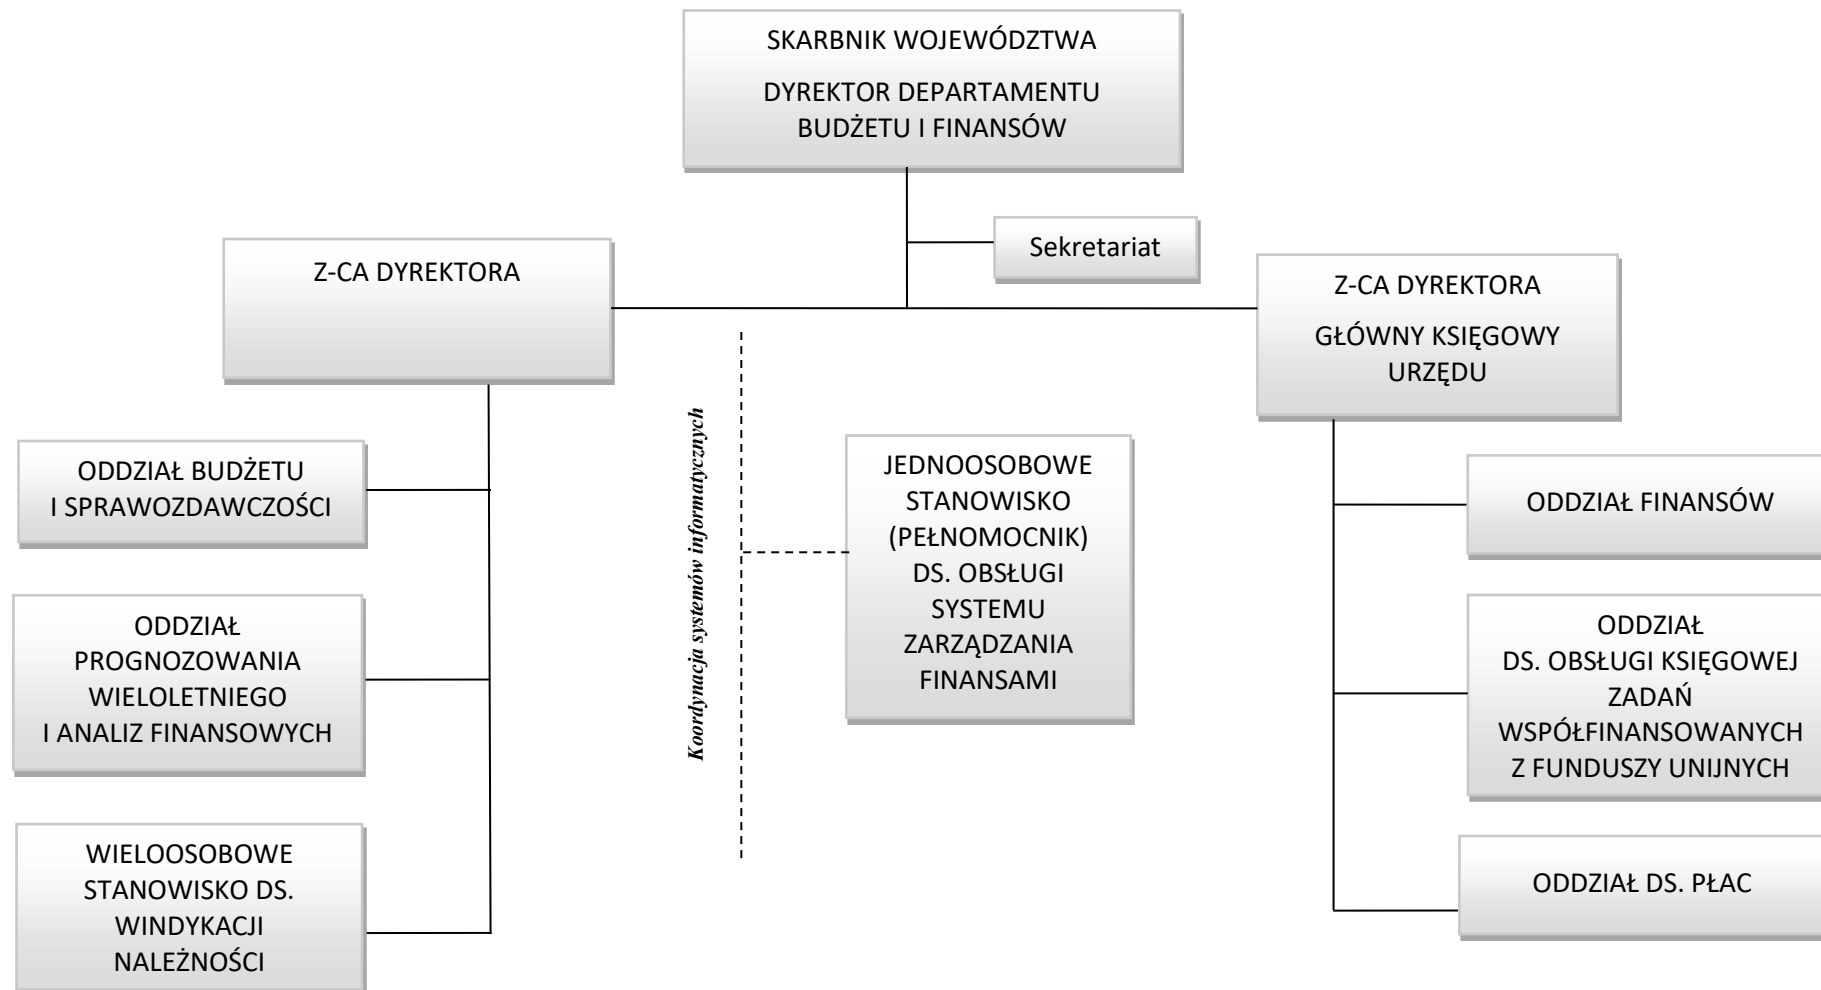 SKARBNIK WOJEWÓDZTWA
DYREKTOR DEPARTAMENTU
BUDŻETU I FINANSÓW
Sekretariat
Z-CA DYREKTORA
Z-CA DYREKTORA
GŁÓWNY KSIĘGOWY
URZĘDU
ODDZIAŁ BUDŻETU
I SPRAWOZDAWCZOŚCI
ODDZIAŁ
PROGNOZOWANIA
WIELOLETNIEGO
I ANALIZ FINANSOWYCH
WIELOOSOBOWE
STANOWISKO DS.
WINDYKACJI
NALEŻNOŚCI
Koordynacja systemów informatycznych
JEDNOOSOBOWE
STANOWISKO
(PEŁNOMOCNIK)
DS. OBSŁUGI
SYSTEMU
ZARZĄDZANIA
FINANSAMI
ODDZIAŁ FINANSÓW
ODDZIAŁ
DS. OBSŁUGI KSIĘGOWEJ
ZADAŃ
WSPÓŁFINANSOWANYCH
Z FUNDUSZY UNIJNYCH
ODDZIAŁ DS. PŁAC